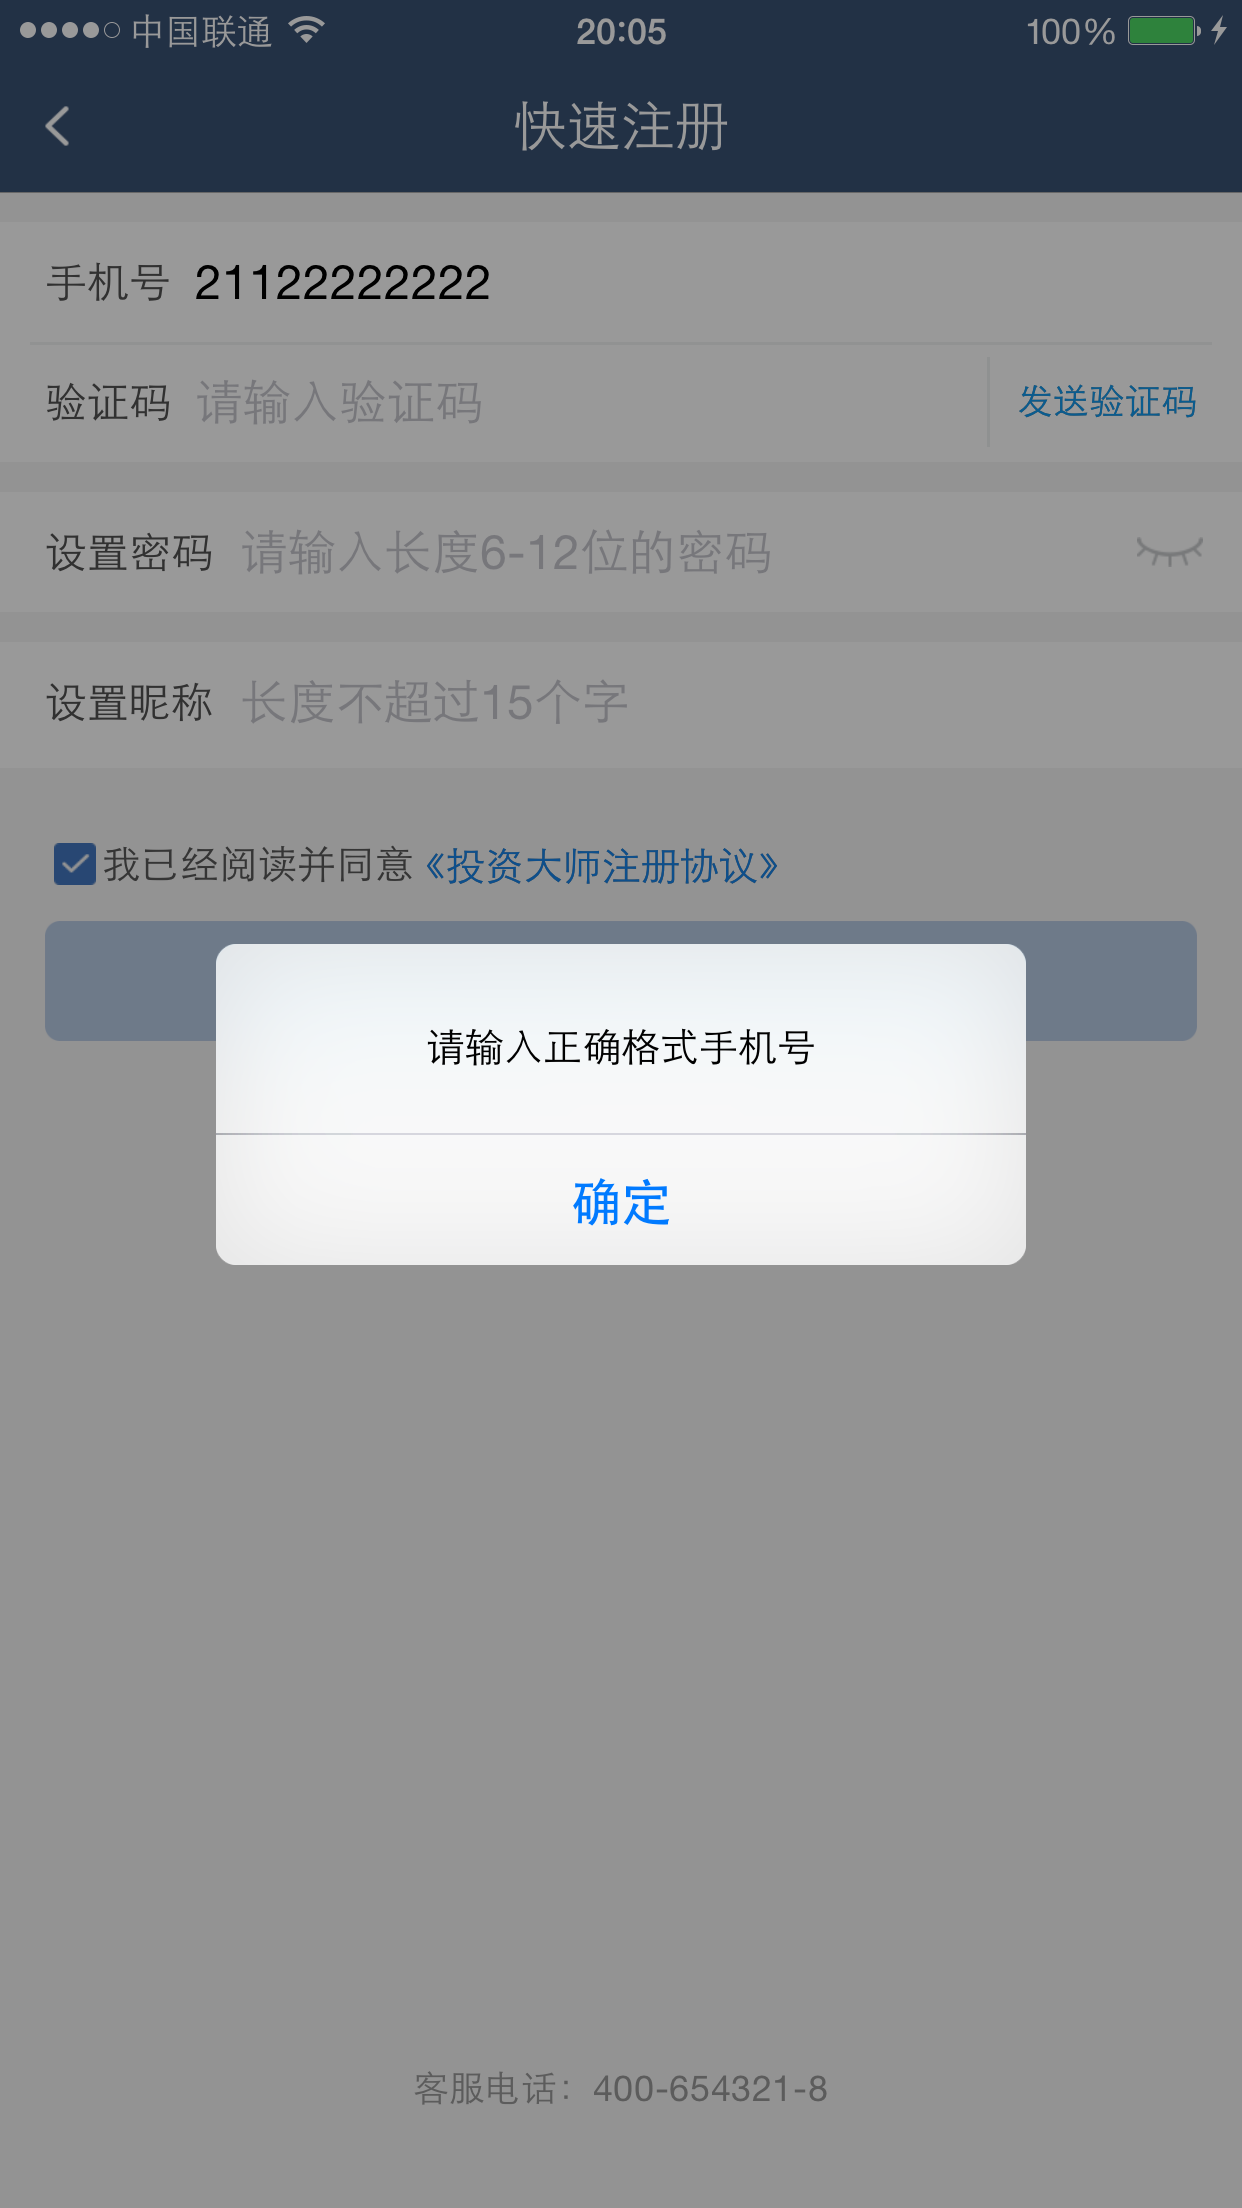 中国联通 20:05 100%
快速注册
手机号 21122222222
验证码 请输入验证码 发送验证码
设置密码 请输入长度6-12位的密码
设置昵称 长度不超过15个字
我已经阅读并同意《投资大师注册协议》
请输入正确格式手机号
确定
客服电话：400-654321-8